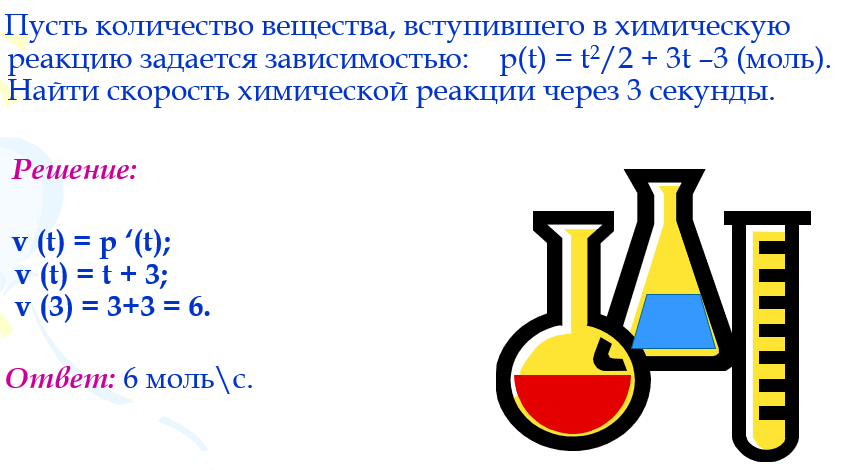 Пусть количество вещества, вступившего в химическую
реакцию задается зависимостью: p(t) = t²/2 + 3t –3 (моль).
Найти скорость химической реакции через 3 секунды.
Решение:
v (t) = p ‘(t);
v (t) = t + 3;
v (3) = 3+3 = 6.
Ответ: 6 моль\с.